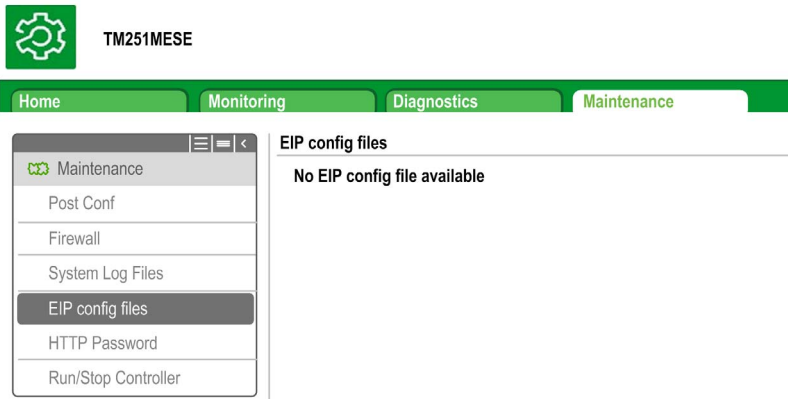 TM251MESE
Home
Monitoring
Diagnostics
Maintenance
Maintenance
Post Conf
Firewall
System Log Files
EIP config files
HTTP Password
Run/Stop Controller
EIP config files
No EIP config file available